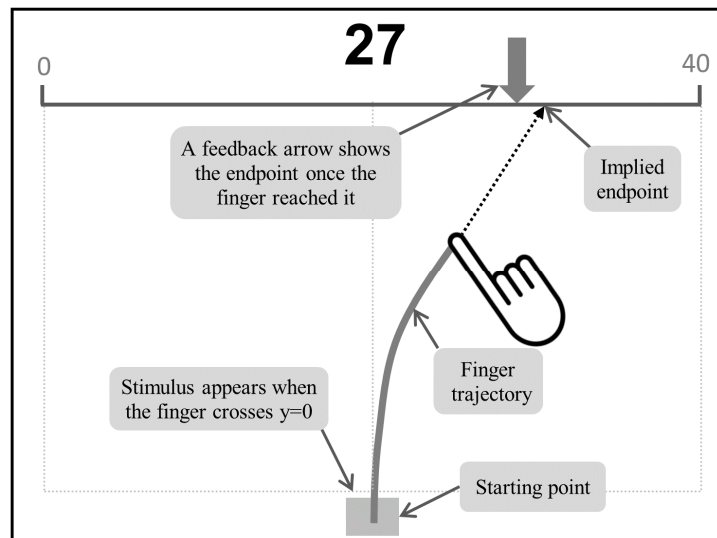 27
0
40
A feedback arrow shows
the endpoint once the
finger reached it
Implied
endpoint
Finger
trajectory
Stimulus appears when
the finger crosses y=0
Starting point